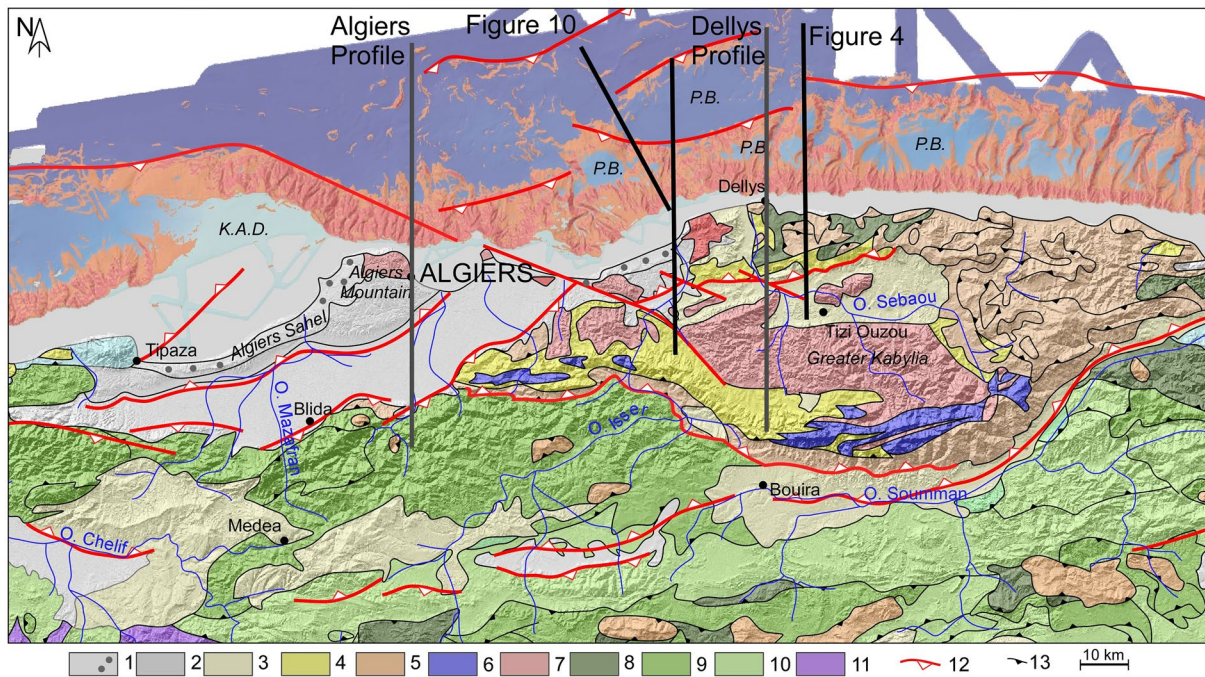 N
Algiers
Profile
Figure 10
Dellys
Profile
Figure 4
P.B.
P.B.
P.B
P.B.
Dellys
K.A.D.
Algiers
Mountain
ALGIERS
O. Sebaou
Algiers Sahel
Tipaza
Tizi Ouzou
Greater Kabylia
Blida
O. Mazafran
O. Isser
Bouira
O. Soumman
Medea
O. Chelif
1 2 3 4 5 6 7 8 9 10 11 12 13 10 km